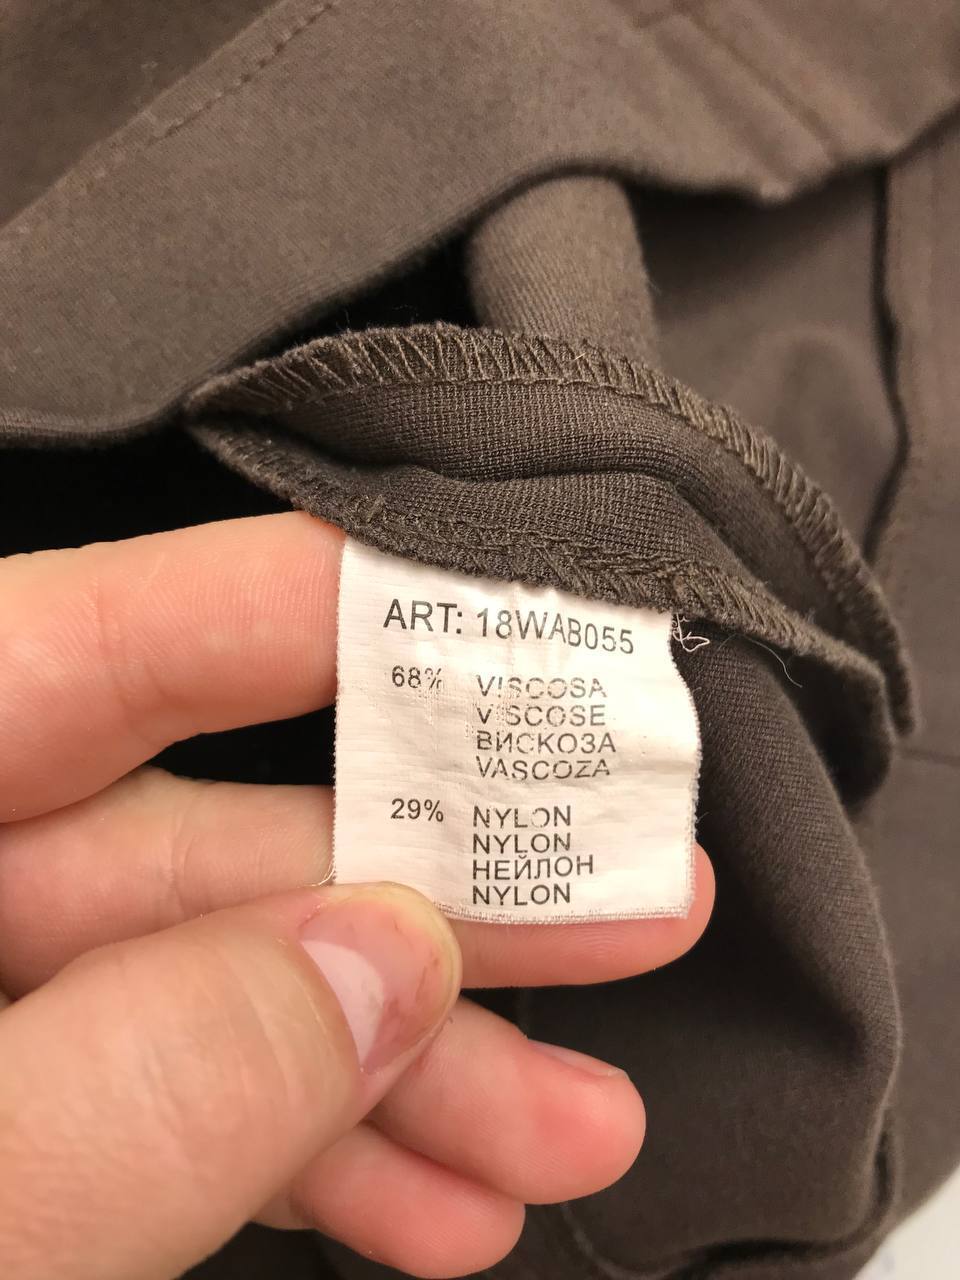 ART: 18WAB055
68% VISCOSA
VISCOSE
ВИСКОЗА
VASCOZA
29% NYLON
NYLON
НЕЙЛОН
NYLON